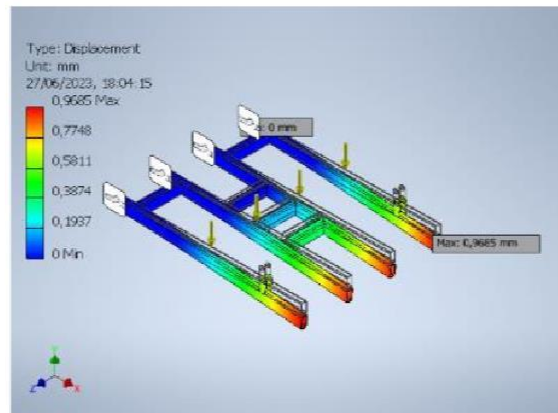 Type: Displacement
Unit: mm
27/06/2023, 18:04:15
0,9685 Max
0,7748
0,5811
0,3874
0,1937
0 Min
: 0 mm
Max: 0,9685 mm
Y
Z
X